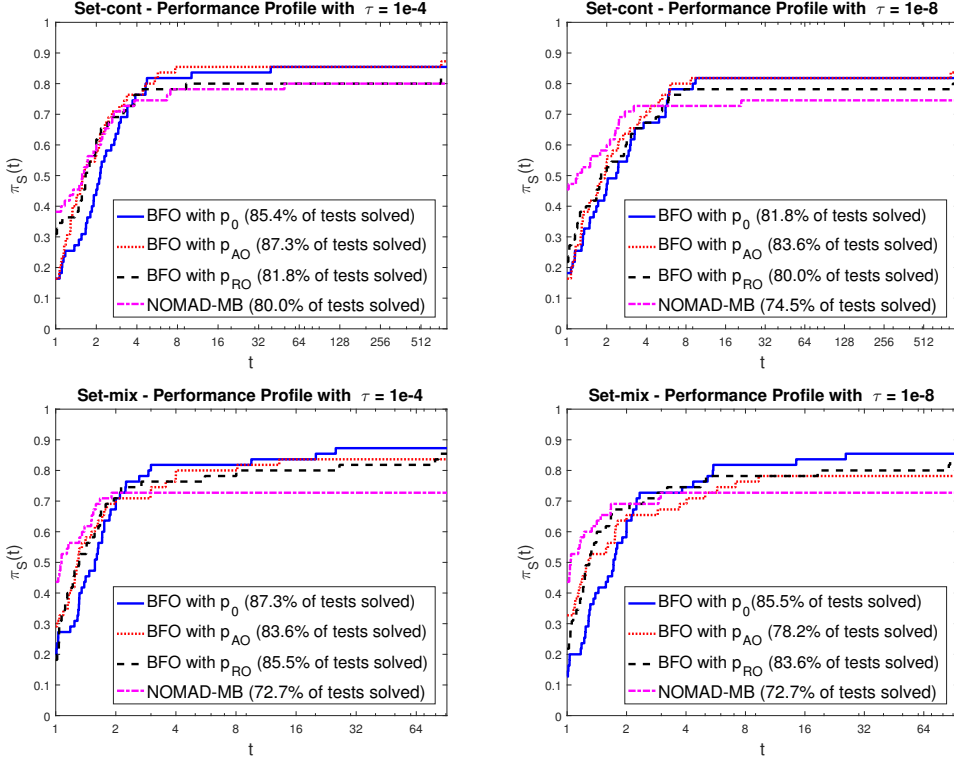 Set-cont - Performance Profile with τ = 1e-4
1
0.9
0.8
0.7
0.6
0.5
0.4
0.3
0.2
0.1
0
π_S(t)
BFO with p_0 (85.4% of tests solved)
BFO with p_AO (87.3% of tests solved)
BFO with p_RO (81.8% of tests solved)
NOMAD-MB (80.0% of tests solved)
1 2 4 8 16 32 64 128 256 512
t
Set-cont - Performance Profile with τ = 1e-8
1
0.9
0.8
0.7
0.6
0.5
0.4
0.3
0.2
0.1
0
π_S(t)
BFO with p_0 (81.8% of tests solved)
BFO with p_AO (83.6% of tests solved)
BFO with p_RO (80.0% of tests solved)
NOMAD-MB (74.5% of tests solved)
1 2 4 8 16 32 64 128 256 512
t
Set-mix - Performance Profile with τ = 1e-4
1
0.9
0.8
0.7
0.6
0.5
0.4
0.3
0.2
0.1
0
π_S(t)
BFO with p_0 (87.3% of tests solved)
BFO with p_AO (83.6% of tests solved)
BFO with p_RO (85.5% of tests solved)
NOMAD-MB (72.7% of tests solved)
1 2 4 8 16 32 64
t
Set-mix - Performance Profile with τ = 1e-8
1
0.9
0.8
0.7
0.6
0.5
0.4
0.3
0.2
0.1
0
π_S(t)
BFO with p_0(85.5% of tests solved)
BFO with p_AO (78.2% of tests solved)
BFO with p_RO (83.6% of tests solved)
NOMAD-MB (72.7% of tests solved)
1 2 4 8 16 32 64
t